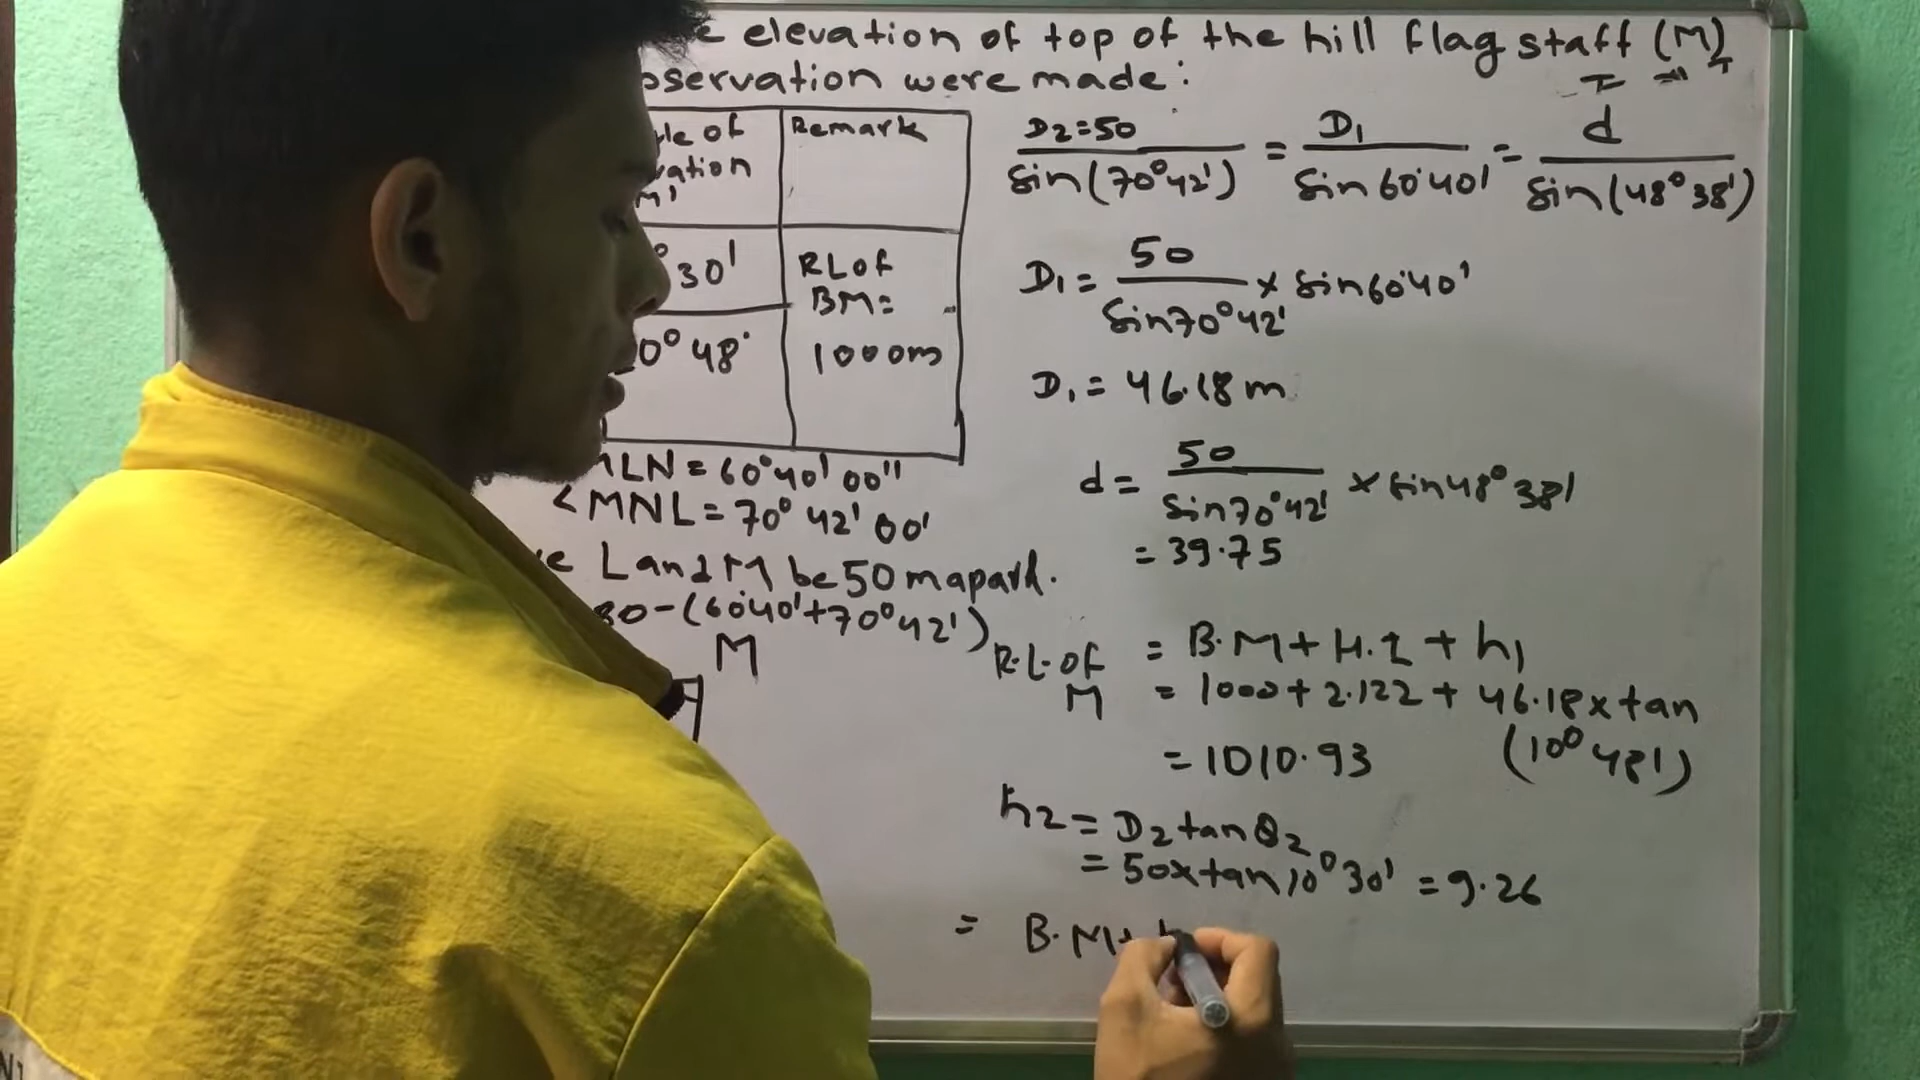 elevation of top of the hill flag staff (M)
observation were made:
Remark
30'
RL of
BM=
1000m
0° 48'
MLN = 60°40' 00"
<MNL = 70° 42' 00'
L and M be 50 m apard.
80-(60°40'+70°42')
M
D2=50 / sin(70°42') = D1 / sin 60°40' = d / sin(48°38')
D1 = 50 / sin70°42' x sin60°40'
D1 = 46.18 m
d = 50 / sin70°42' x sin48°38'
= 39.75
R.L. of M = B.M + H.I + h1
= 1000 + 2.122 + 46.18 x tan (10° 48')
= 1010.93
h2 = D2 tan θ2
= 50 x tan 10° 30' = 9.26
= B.M+